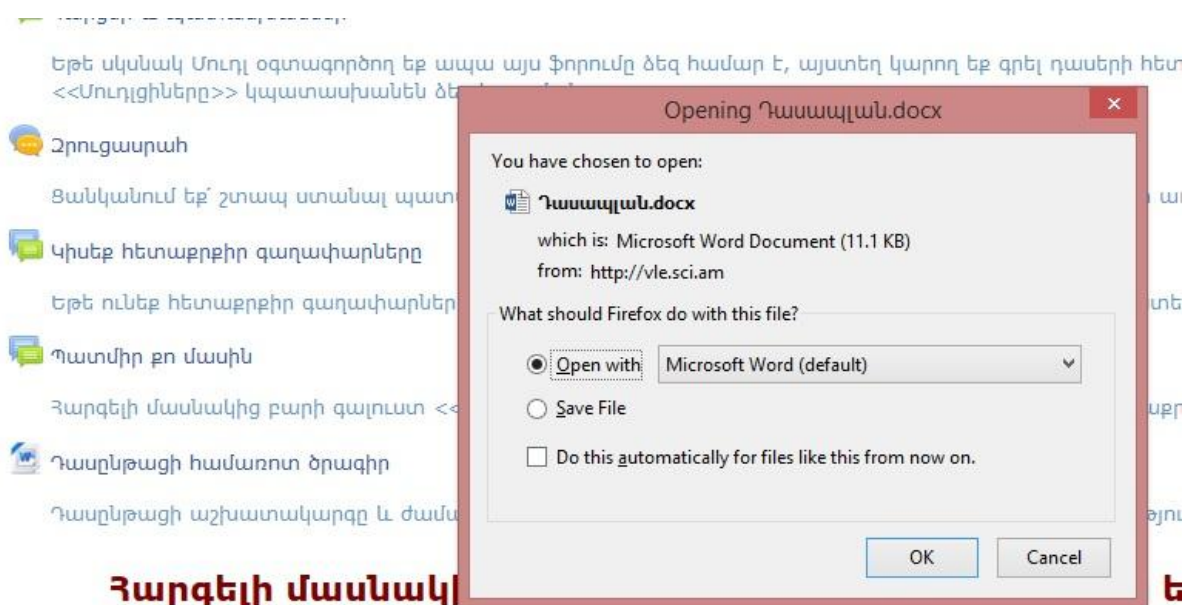 Եթե սկսնակ Մուդլ օգտագործող եք ապա այս ֆորումը ձեզ համար է, այստեղ կարող եք գրել դասերի հետ
<<Մուդլցիները>> կպատասխանեն ձե
Opening Դասապլան.docx
Զրուցասրահ
You have chosen to open:
Ցանկանում եք՛ շտապ ստանալ պատ
Դասապլան.docx
which is: Microsoft Word Document (11.1 KB)
Կիսեք հետաքրքիր գաղափարները
from: http://vle.sci.am
Եթե ունեք հետաքրքիր գաղափարներ
What should Firefox do with this file?
Պատմիր քո մասին
Open with Microsoft Word (default)
Հարգելի մասնակից բարի գալուստ <<
Save File
Դասընթացի համառոտ ծրագիր
Do this automatically for files like this from now on.
Դասընթացի աշխատակարգը և ժամա
OK Cancel
Հարգելի մասնակի